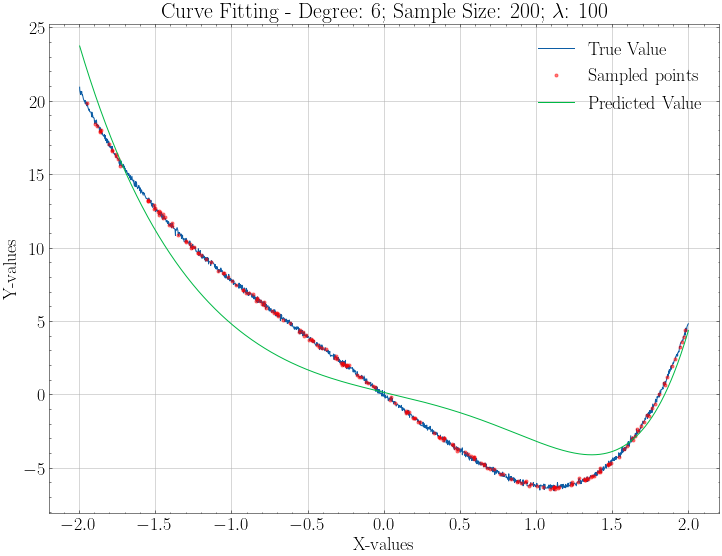 Curve Fitting - Degree: 6; Sample Size: 200; λ: 100
25
20
15
10
5
0
−5
Y-values
True Value
Sampled points
Predicted Value
−2.0 −1.5 −1.0 −0.5 0.0 0.5 1.0 1.5 2.0
X-values